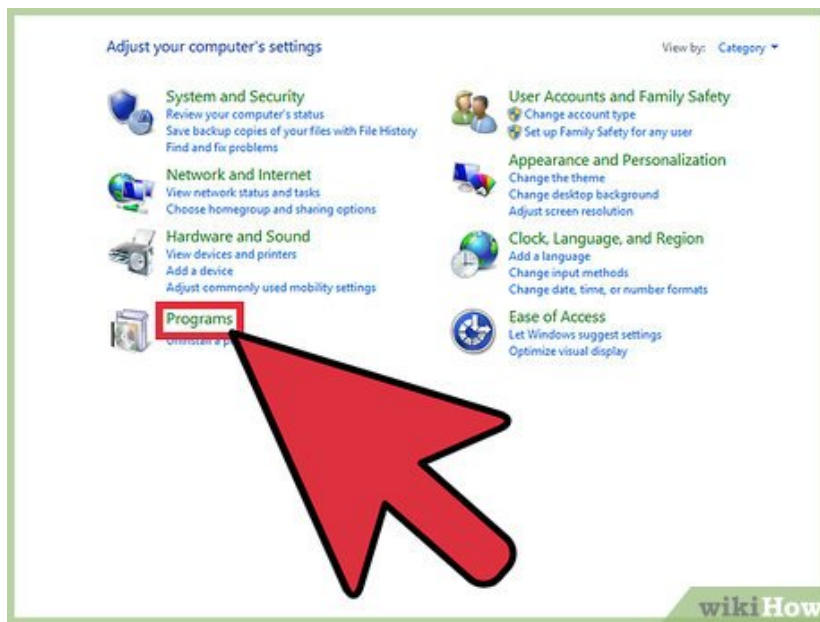 Adjust your computer's settings
View by: Category
System and Security
Review your computer's status
Save backup copies of your files with File History
Find and fix problems
Network and Internet
View network status and tasks
Choose homegroup and sharing options
Hardware and Sound
View devices and printers
Add a device
Adjust commonly used mobility settings
Programs
Uninstall a p
User Accounts and Family Safety
Change account type
Set up Family Safety for any user
Appearance and Personalization
Change the theme
Change desktop background
Adjust screen resolution
Clock, Language, and Region
Add a language
Change input methods
Change date, time, or number formats
Ease of Access
Let Windows suggest settings
Optimize visual display
wikiHow